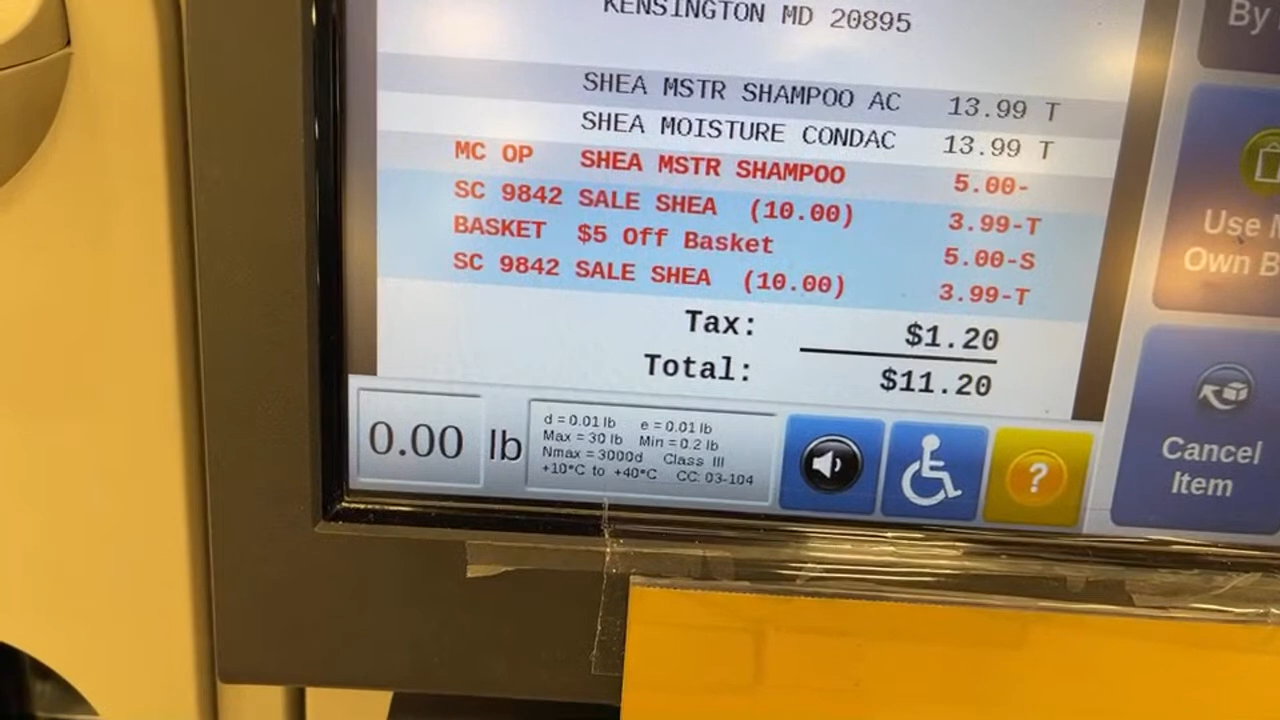 KENSINGTON MD 20895
SHEA MSTR SHAMPOO AC 13.99 T
SHEA MOISTURE CONDAC 13.99 T
MC OP SHEA MSTR SHAMPOO 5.00-
SC 9842 SALE SHEA (10.00) 3.99-T
BASKET $5 Off Basket 5.00-S
SC 9842 SALE SHEA (10.00) 3.99-T
Tax: $1.20
Total: $11.20
0.00 lb
d = 0.01 lb e = 0.01 lb
Max = 30 lb Min = 0.2 lb
Nmax = 3000d Class III
+10°C to +40°C CC: 03-104
?
By
Use
Own
Cancel
Item